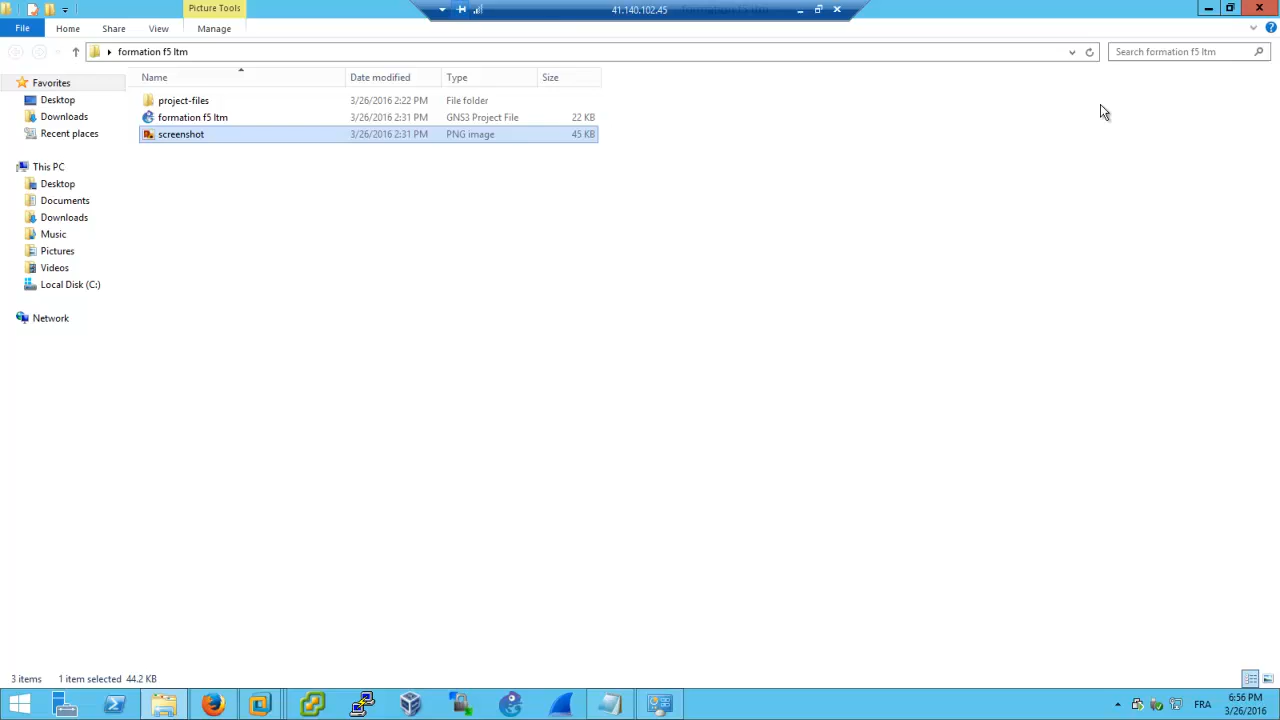 Picture Tools
41.140.102.45
File Home Share View Manage
formation f5 ltm
Search formation f5 ltm
Name Date modified Type Size
Favorites
Desktop
Downloads
Recent places
This PC
Desktop
Documents
Downloads
Music
Pictures
Videos
Local Disk (C:)
Network
project-files 3/26/2016 2:22 PM File folder
formation f5 ltm 3/26/2016 2:31 PM GNS3 Project File 22 KB
screenshot 3/26/2016 2:31 PM PNG image 45 KB
3 items 1 item selected 44.2 KB
FRA
6:56 PM
3/26/2016